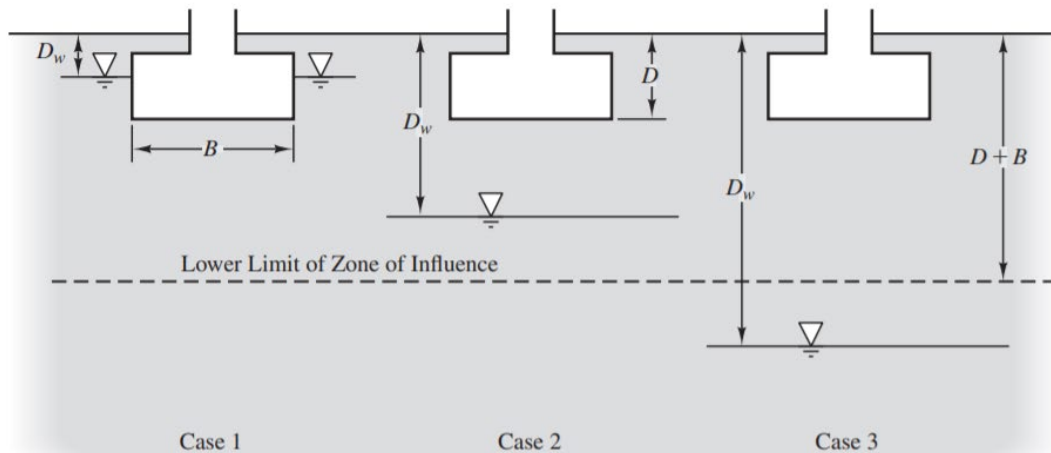 D_w
D
D_w
B
D + B
D_w
Lower Limit of Zone of Influence
Case 1
Case 2
Case 3